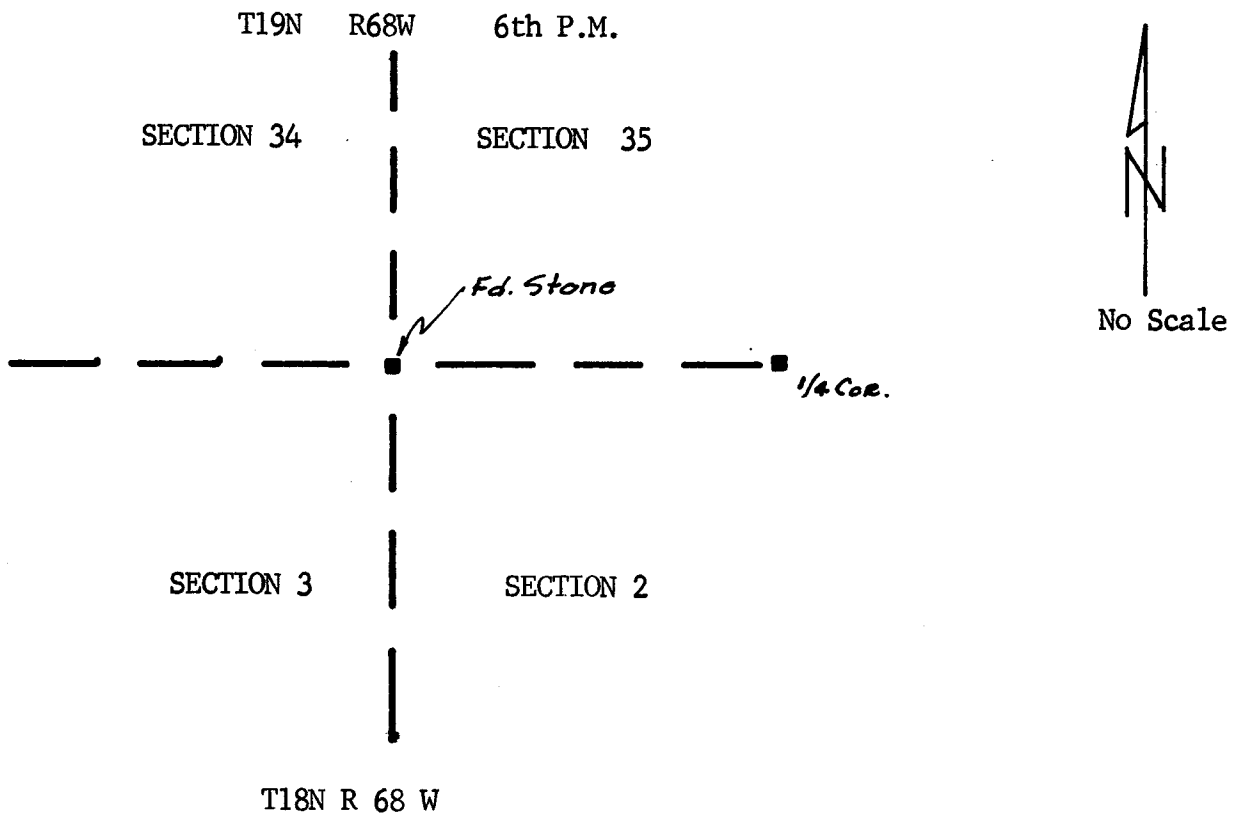 T19N R68W 6th P.M.
SECTION 34 SECTION 35
N
Fd. Stone
No Scale
1/4 COR.
SECTION 3 SECTION 2
T18N R 68 W